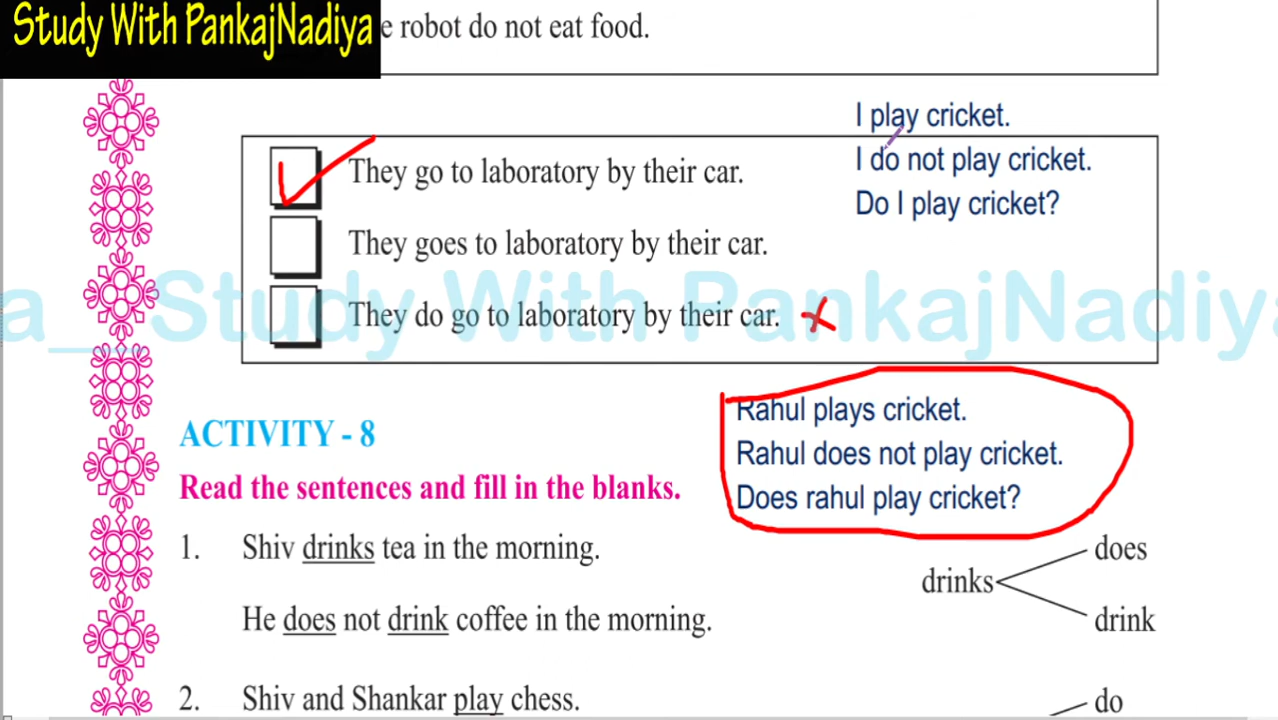 Study With PankajNadiya
e robot do not eat food.
I play cricket.
I do not play cricket.
Do I play cricket?
They go to laboratory by their car.
They goes to laboratory by their car.
They do go to laboratory by their car.
a__Study With PankajNadiya
Rahul plays cricket.
Rahul does not play cricket.
Does rahul play cricket?
ACTIVITY - 8
Read the sentences and fill in the blanks.
1. Shiv drinks tea in the morning.
He does not drink coffee in the morning.
drinks
does
drink
2. Shiv and Shankar play chess.
do